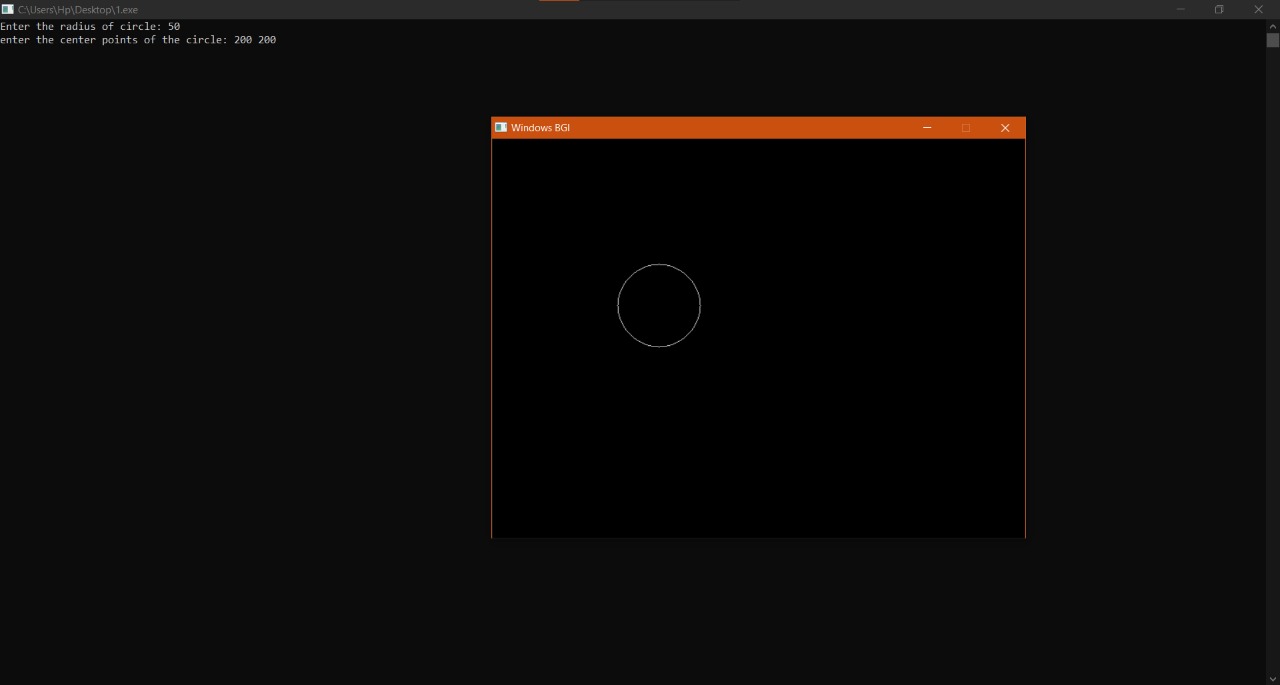 C:\Users\Hp\Desktop\1.exe
Enter the radius of circle: 50
enter the center points of the circle: 200 200
Windows BGI